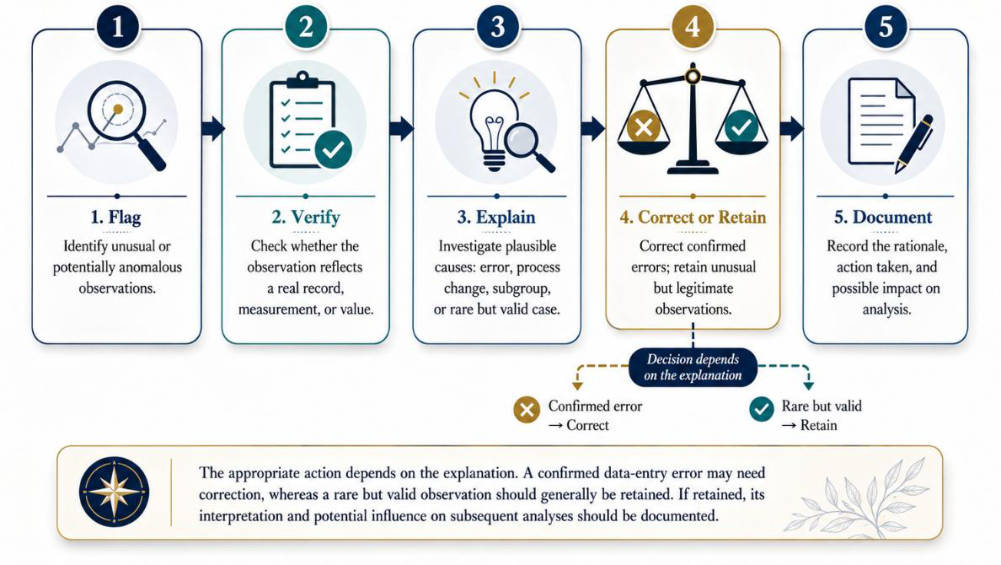 1
2
3
4
5
1. Flag
Identify unusual or
potentially anomalous
observations.
2. Verify
Check whether the
observation reflects
a real record,
measurement, or value.
3. Explain
Investigate plausible
causes: error, process
change, subgroup,
or rare but valid case.
4. Correct or Retain
Correct confirmed
errors; retain unusual
but legitimate
observations.
5. Document
Record the rationale,
action taken, and
possible impact on
analysis.
Decision depends
on the explanation
Confirmed error
→ Correct
Rare but valid
→ Retain
The appropriate action depends on the explanation. A confirmed data-entry error may need
correction, whereas a rare but valid observation should generally be retained. If retained, its
interpretation and potential influence on subsequent analyses should be documented.